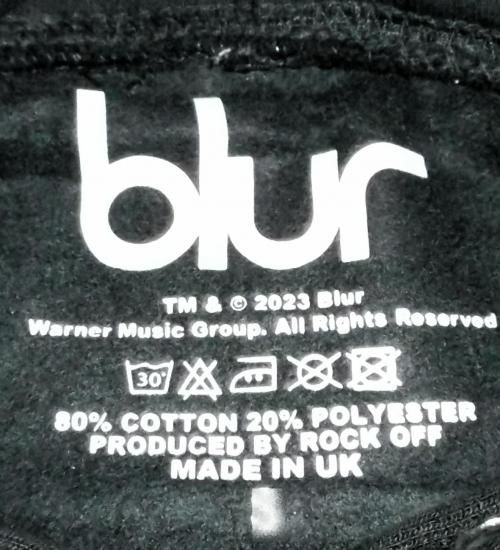 blur
TM & © 2023 Blur
Warner Music Group. All Rights Reserved
30°
80% COTTON 20% POLYESTER
PRODUCED BY ROCK OFF
MADE IN UK